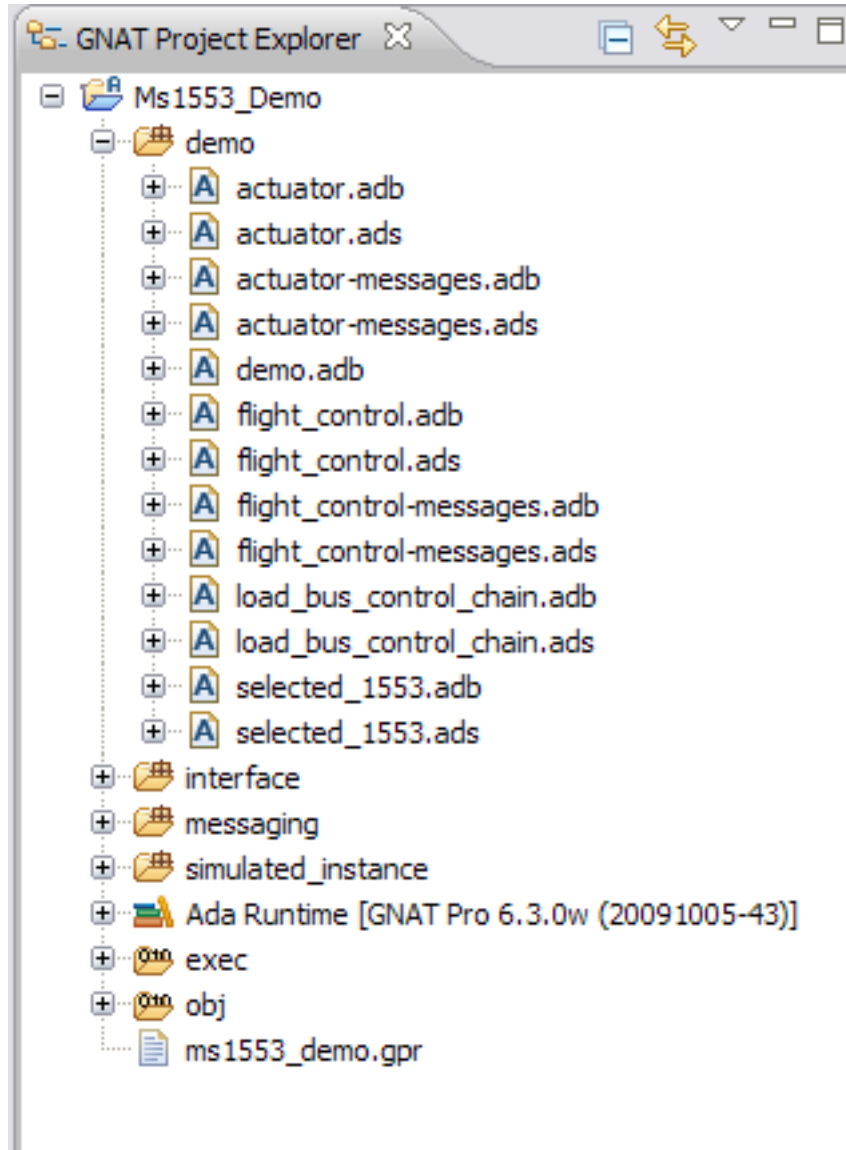 GNAT Project Explorer
Ms1553_Demo
demo
actuator.adb
actuator.ads
actuator-messages.adb
actuator-messages.ads
demo.adb
flight_control.adb
flight_control.ads
flight_control-messages.adb
flight_control-messages.ads
load_bus_control_chain.adb
load_bus_control_chain.ads
selected_1553.adb
selected_1553.ads
interface
messaging
simulated_instance
Ada Runtime [GNAT Pro 6.3.0w (20091005-43)]
exec
obj
ms1553_demo.gpr